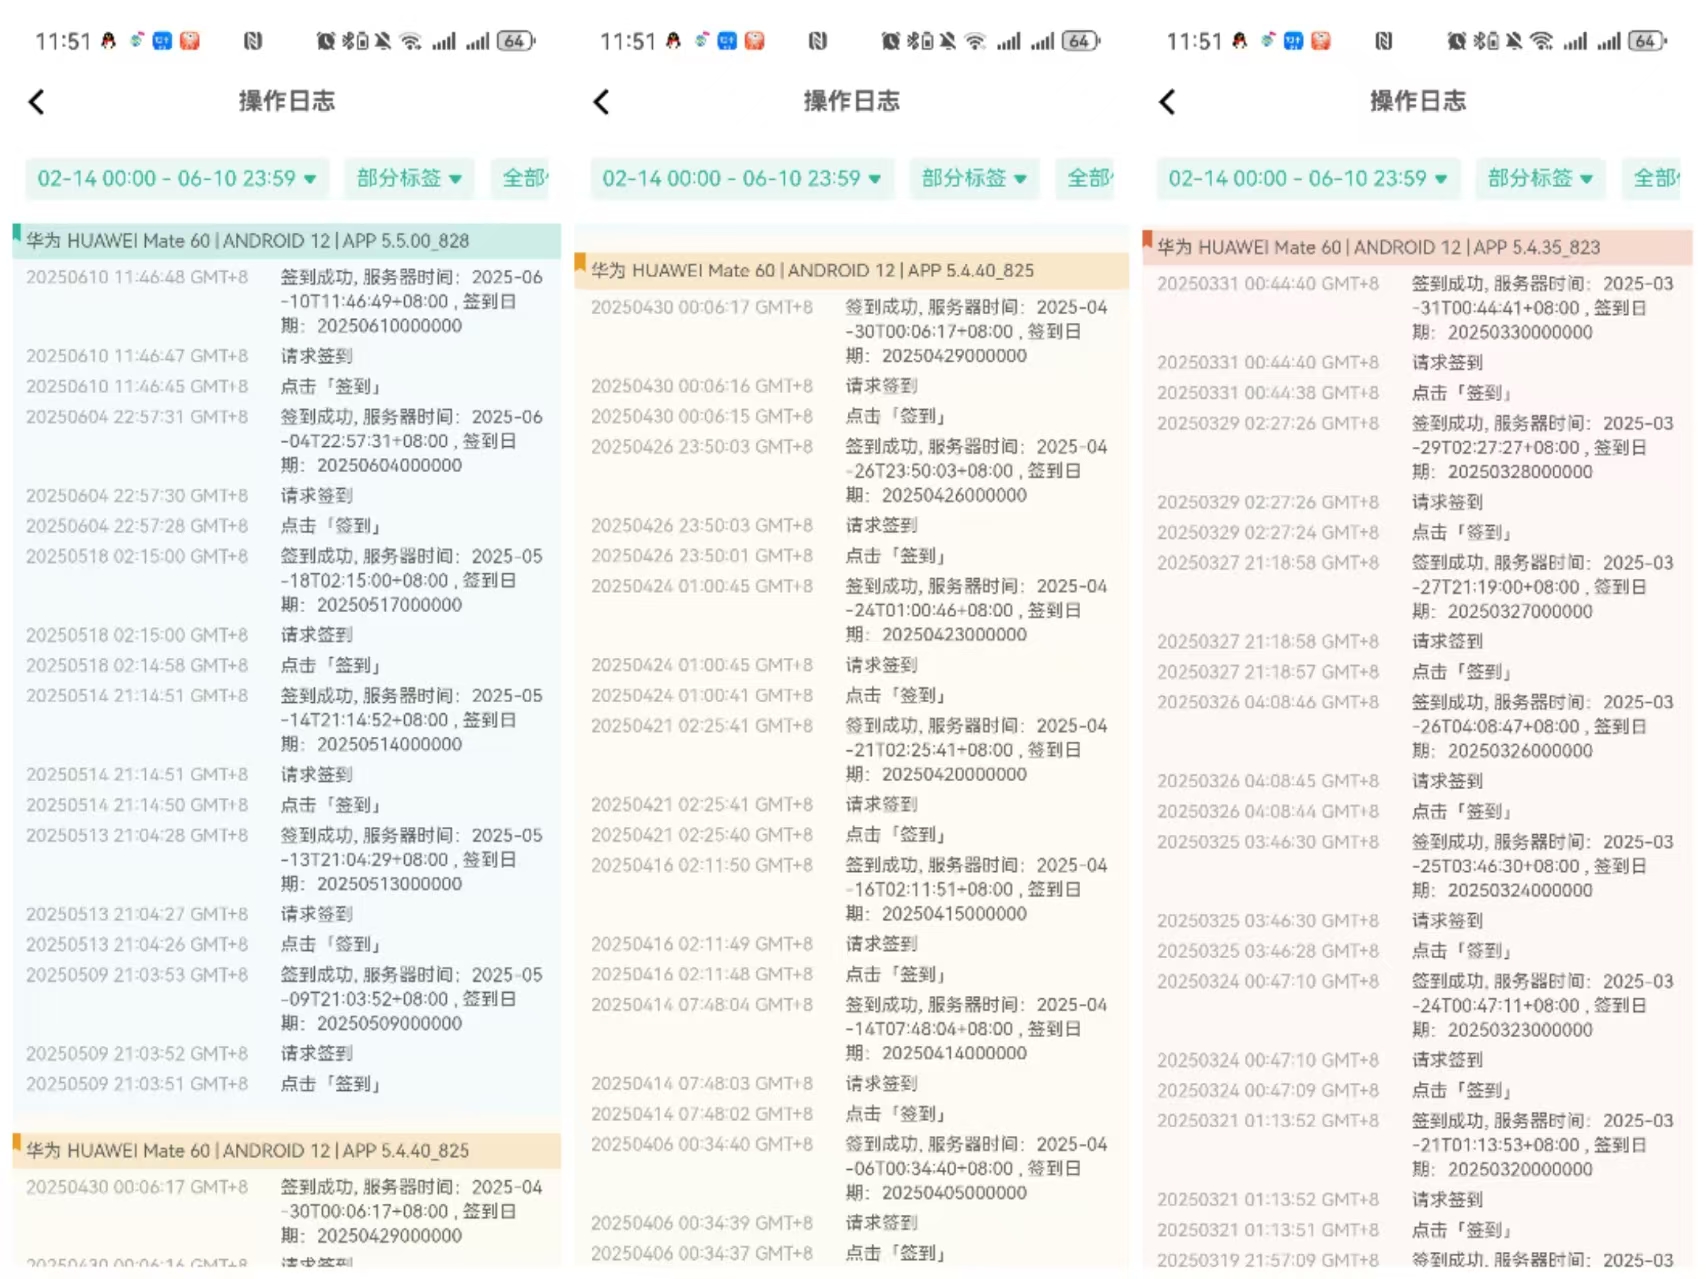 11:51
64
操作日志
02-14 00:00 - 06-10 23:59
部分标签
全部
华为 HUAWEI Mate 60 | ANDROID 12 | APP 5.5.00_828
20250610 11:46:48 GMT+8 签到成功, 服务器时间: 2025-06
-10T11:46:49+08:00 , 签到日
期: 20250610000000
20250610 11:46:47 GMT+8 请求签到
20250610 11:46:45 GMT+8 点击「签到」
20250604 22:57:31 GMT+8 签到成功, 服务器时间: 2025-06
-04T22:57:31+08:00 , 签到日
期: 20250604000000
20250604 22:57:30 GMT+8 请求签到
20250604 22:57:28 GMT+8 点击「签到」
20250518 02:15:00 GMT+8 签到成功, 服务器时间: 2025-05
-18T02:15:00+08:00 , 签到日
期: 20250517000000
20250518 02:15:00 GMT+8 请求签到
20250518 02:14:58 GMT+8 点击「签到」
20250514 21:14:51 GMT+8 签到成功, 服务器时间: 2025-05
-14T21:14:52+08:00 , 签到日
期: 20250514000000
20250514 21:14:51 GMT+8 请求签到
20250514 21:14:50 GMT+8 点击「签到」
20250513 21:04:28 GMT+8 签到成功, 服务器时间: 2025-05
-13T21:04:29+08:00 , 签到日
期: 20250513000000
20250513 21:04:27 GMT+8 请求签到
20250513 21:04:26 GMT+8 点击「签到」
20250509 21:03:53 GMT+8 签到成功, 服务器时间: 2025-05
-09T21:03:52+08:00 , 签到日
期: 20250509000000
20250509 21:03:52 GMT+8 请求签到
20250509 21:03:51 GMT+8 点击「签到」
华为 HUAWEI Mate 60 | ANDROID 12 | APP 5.4.40_825
20250430 00:06:17 GMT+8 签到成功, 服务器时间: 2025-04
-30T00:06:17+08:00 , 签到日
期: 20250429000000
20250430 00:06:16 GMT+8 请求签到
11:51
64
操作日志
02-14 00:00 - 06-10 23:59
部分标签
全部
华为 HUAWEI Mate 60 | ANDROID 12 | APP 5.4.40_825
20250430 00:06:17 GMT+8 签到成功, 服务器时间: 2025-04
-30T00:06:17+08:00 , 签到日
期: 20250429000000
20250430 00:06:16 GMT+8 请求签到
20250430 00:06:15 GMT+8 点击「签到」
20250426 23:50:03 GMT+8 签到成功, 服务器时间: 2025-04
-26T23:50:03+08:00 , 签到日
期: 20250426000000
20250426 23:50:03 GMT+8 请求签到
20250426 23:50:01 GMT+8 点击「签到」
20250424 01:00:45 GMT+8 签到成功, 服务器时间: 2025-04
-24T01:00:46+08:00 , 签到日
期: 20250423000000
20250424 01:00:45 GMT+8 请求签到
20250424 01:00:41 GMT+8 点击「签到」
20250421 02:25:41 GMT+8 签到成功, 服务器时间: 2025-04
-21T02:25:41+08:00 , 签到日
期: 20250420000000
20250421 02:25:41 GMT+8 请求签到
20250421 02:25:40 GMT+8 点击「签到」
20250416 02:11:50 GMT+8 签到成功, 服务器时间: 2025-04
-16T02:11:51+08:00 , 签到日
期: 20250415000000
20250416 02:11:49 GMT+8 请求签到
20250416 02:11:48 GMT+8 点击「签到」
20250414 07:48:04 GMT+8 签到成功, 服务器时间: 2025-04
-14T07:48:04+08:00 , 签到日
期: 20250414000000
20250414 07:48:03 GMT+8 请求签到
20250414 07:48:02 GMT+8 点击「签到」
20250406 00:34:40 GMT+8 签到成功, 服务器时间: 2025-04
-06T00:34:40+08:00 , 签到日
期: 20250405000000
20250406 00:34:39 GMT+8 请求签到
20250406 00:34:37 GMT+8 点击「签到」
11:51
64
操作日志
02-14 00:00 - 06-10 23:59
部分标签
全部
华为 HUAWEI Mate 60 | ANDROID 12 | APP 5.4.35_823
20250331 00:44:40 GMT+8 签到成功, 服务器时间: 2025-03
-31T00:44:41+08:00 , 签到日
期: 20250330000000
20250331 00:44:40 GMT+8 请求签到
20250331 00:44:38 GMT+8 点击「签到」
20250329 02:27:26 GMT+8 签到成功, 服务器时间: 2025-03
-29T02:27:27+08:00 , 签到日
期: 20250328000000
20250329 02:27:26 GMT+8 请求签到
20250329 02:27:24 GMT+8 点击「签到」
20250327 21:18:58 GMT+8 签到成功, 服务器时间: 2025-03
-27T21:19:00+08:00 , 签到日
期: 20250327000000
20250327 21:18:58 GMT+8 请求签到
20250327 21:18:57 GMT+8 点击「签到」
20250326 04:08:46 GMT+8 签到成功, 服务器时间: 2025-03
-26T04:08:47+08:00 , 签到日
期: 20250326000000
20250326 04:08:45 GMT+8 请求签到
20250326 04:08:44 GMT+8 点击「签到」
20250325 03:46:30 GMT+8 签到成功, 服务器时间: 2025-03
-25T03:46:30+08:00 , 签到日
期: 20250324000000
20250325 03:46:30 GMT+8 请求签到
20250325 03:46:28 GMT+8 点击「签到」
20250324 00:47:10 GMT+8 签到成功, 服务器时间: 2025-03
-24T00:47:11+08:00 , 签到日
期: 20250323000000
20250324 00:47:10 GMT+8 请求签到
20250324 00:47:09 GMT+8 点击「签到」
20250321 01:13:52 GMT+8 签到成功, 服务器时间: 2025-03
-21T01:13:53+08:00 , 签到日
期: 20250320000000
20250321 01:13:52 GMT+8 请求签到
20250321 01:13:51 GMT+8 点击「签到」
20250319 21:57:09 GMT+8 签到成功, 服务器时间: 2025-03